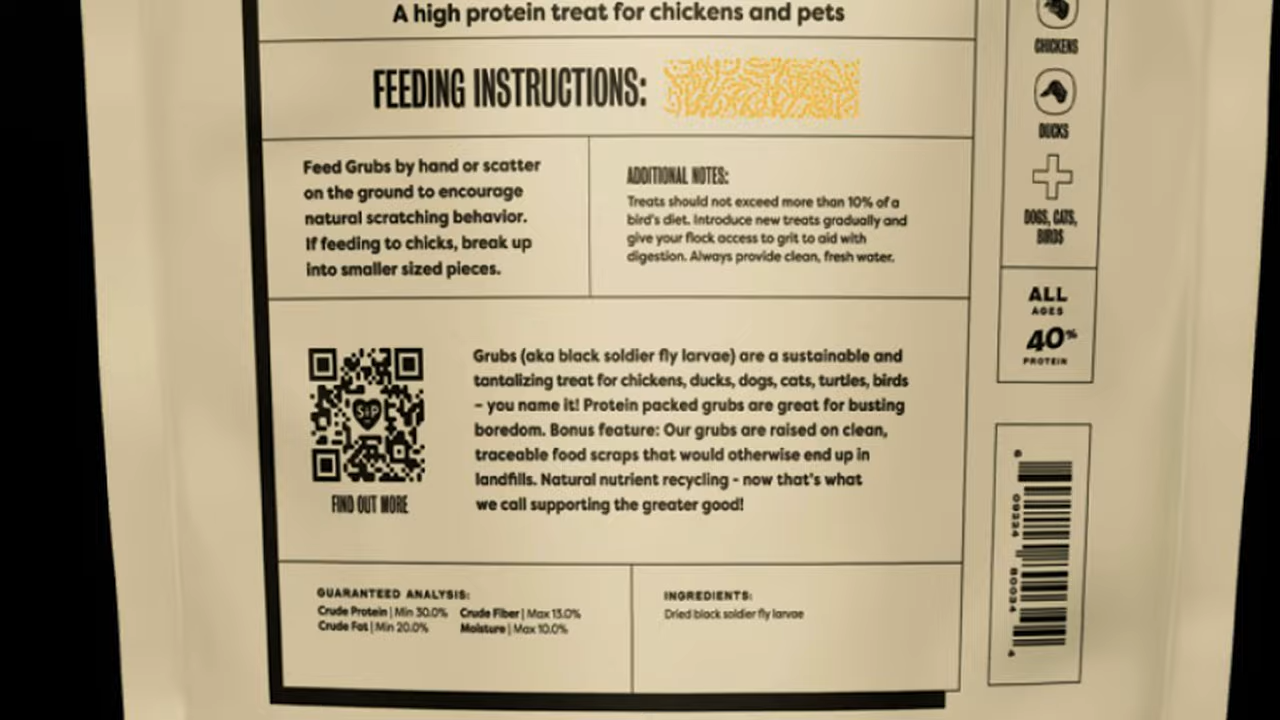 A high protein treat for chickens and pets
FEEDING INSTRUCTIONS:
Feed Grubs by hand or scatter
on the ground to encourage
natural scratching behavior.
If feeding to chicks, break up
into smaller sized pieces.
ADDITIONAL NOTES:
Treats should not exceed more than 10% of a
bird's diet. Introduce new treats gradually and
give your flock access to grit to aid with
digestion. Always provide clean, fresh water.
SiP
FIND OUT MORE
Grubs (aka black soldier fly larvae) are a sustainable and
tantalizing treat for chickens, ducks, dogs, cats, turtles, birds
– you name it! Protein packed grubs are great for busting
boredom. Bonus feature: Our grubs are raised on clean,
traceable food scraps that would otherwise end up in
landfills. Natural nutrient recycling - now that's what
we call supporting the greater good!
GUARANTEED ANALYSIS:
Crude Protein | Min 30.0% Crude Fiber | Max 13.0%
Crude Fat | Min 20.0% Moisture | Max 10.0%
INGREDIENTS:
Dried black soldier fly larvae
CHICKENS
DUCKS
DOGS, CATS,
BIRDS
ALL
AGES
40%
PROTEIN